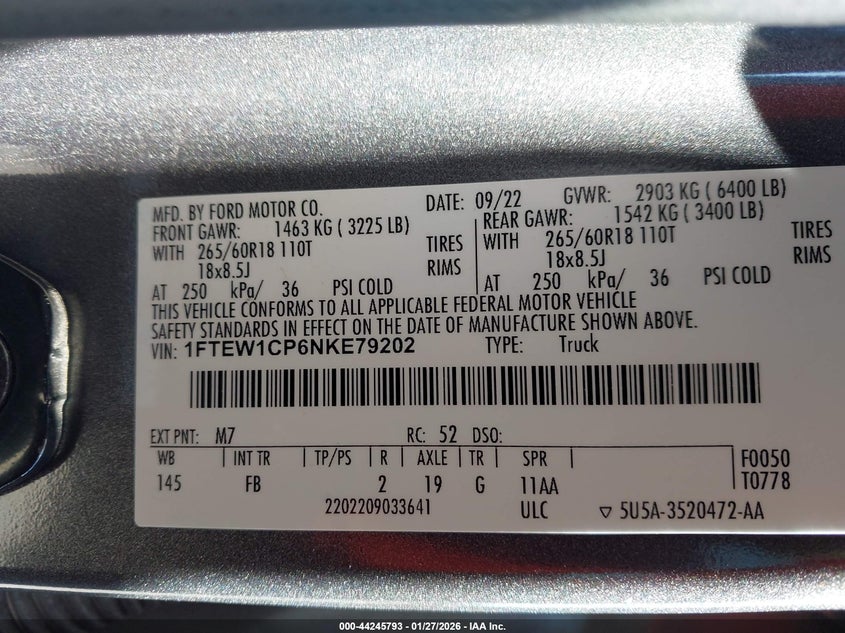 MFD. BY FORD MOTOR CO. DATE: 09/22 GVWR: 2903 KG ( 6400 LB)
FRONT GAWR: 1463 KG ( 3225 LB) REAR GAWR: 1542 KG ( 3400 LB)
WITH 265/60R18 110T TIRES WITH 265/60R18 110T TIRES
18x8.5J RIMS 18x8.5J RIMS
AT 250 kPa/ 36 PSI COLD AT 250 kPa/ 36 PSI COLD
THIS VEHICLE CONFORMS TO ALL APPLICABLE FEDERAL MOTOR VEHICLE
SAFETY STANDARDS IN EFFECT ON THE DATE OF MANUFACTURE SHOWN ABOVE.
VIN: 1FTEW1CP6NKE79202 TYPE: Truck
EXT PNT: M7 RC: 52 DSO:
WB INT TR TP/PS R AXLE TR SPR F0050
145 FB 2 19 G 11AA T0778
2202209033641 ULC ▽ 5U5A-3520472-AA
000-44245793 - 01/27/2026 - IAA Inc.